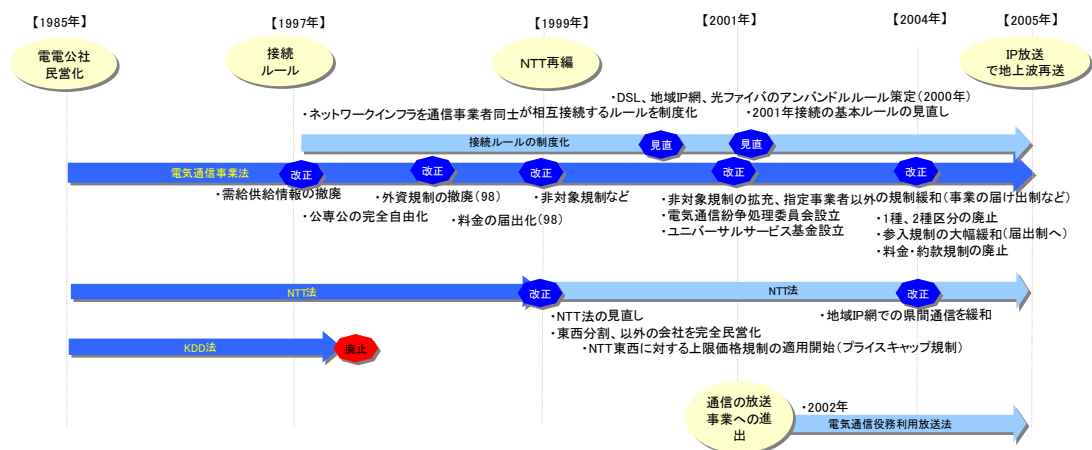 【1985年】
【1997年】
【1999年】
【2001年】
【2004年】
【2005年】
電電公社
民営化
接続
ルール
NTT再編
IP放送
で地上波再送
・DSL、地域IP網、光ファイバのアンバンドルルール策定(2000年)
・ネットワークインフラを通信事業者同士が相互接続するルールを制度化
・2001年接続の基本ルールの見直し
接続ルールの制度化
見直
見直
電気通信事業法
改正
改正
改正
改正
改正
・需給供給情報の撤廃
・公専公の完全自由化
・外資規制の撤廃(98)
・料金の届出化(98)
・非対象規制など
・非対象規制の拡充、指定事業者以外の規制緩和(事業の届け出制など)
・電気通信紛争処理委員会設立
・ユニバーサルサービス基金設立
・1種、2種区分の廃止
・参入規制の大幅緩和(届出制へ)
・料金・約款規制の廃止
NTT法
改正
NTT法
改正
・NTT法の見直し
・東西分割、以外の会社を完全民営化
・NTT東西に対する上限価格規制の適用開始(プライスキャップ規制)
・地域IP網での県間通信を緩和
KDD法
廃止
通信の放送
事業への進
出
・2002年
電気通信役務利用放送法